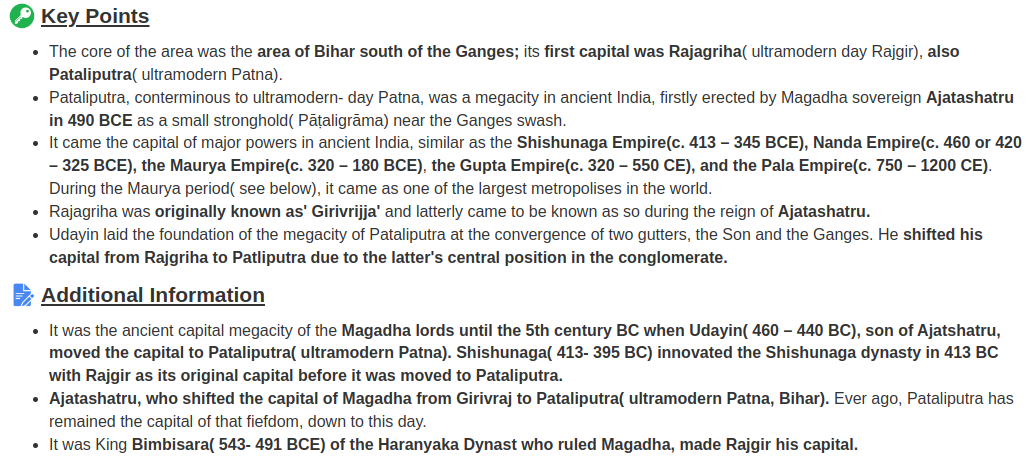 Key Points
• The core of the area was the area of Bihar south of the Ganges; its first capital was Rajagriha( ultramodern day Rajgir), also
Pataliputra( ultramodern Patna).
• Pataliputra, conterminous to ultramodern- day Patna, was a megacity in ancient India, firstly erected by Magadha sovereign Ajatashatru
in 490 BCE as a small stronghold( Pāṭaligrāma) near the Ganges swash.
• It came the capital of major powers in ancient India, similar as the Shishunaga Empire(c. 413 – 345 BCE), Nanda Empire(c. 460 or 420
– 325 BCE), the Maurya Empire(c. 320 – 180 BCE), the Gupta Empire(c. 320 – 550 CE), and the Pala Empire(c. 750 – 1200 CE).
During the Maurya period( see below), it came as one of the largest metropolises in the world.
• Rajagriha was originally known as' Girivrijja' and latterly came to be known as so during the reign of Ajatashatru.
• Udayin laid the foundation of the megacity of Pataliputra at the convergence of two gutters, the Son and the Ganges. He shifted his
capital from Rajgriha to Patliputra due to the latter's central position in the conglomerate.
Additional Information
• It was the ancient capital megacity of the Magadha lords until the 5th century BC when Udayin( 460 – 440 BC), son of Ajatshatru,
moved the capital to Pataliputra( ultramodern Patna). Shishunaga( 413- 395 BC) innovated the Shishunaga dynasty in 413 BC
with Rajgir as its original capital before it was moved to Pataliputra.
• Ajatashatru, who shifted the capital of Magadha from Girivraj to Pataliputra( ultramodern Patna, Bihar). Ever ago, Pataliputra has
remained the capital of that fiefdom, down to this day.
• It was King Bimbisara( 543- 491 BCE) of the Haranyaka Dynast who ruled Magadha, made Rajgir his capital.